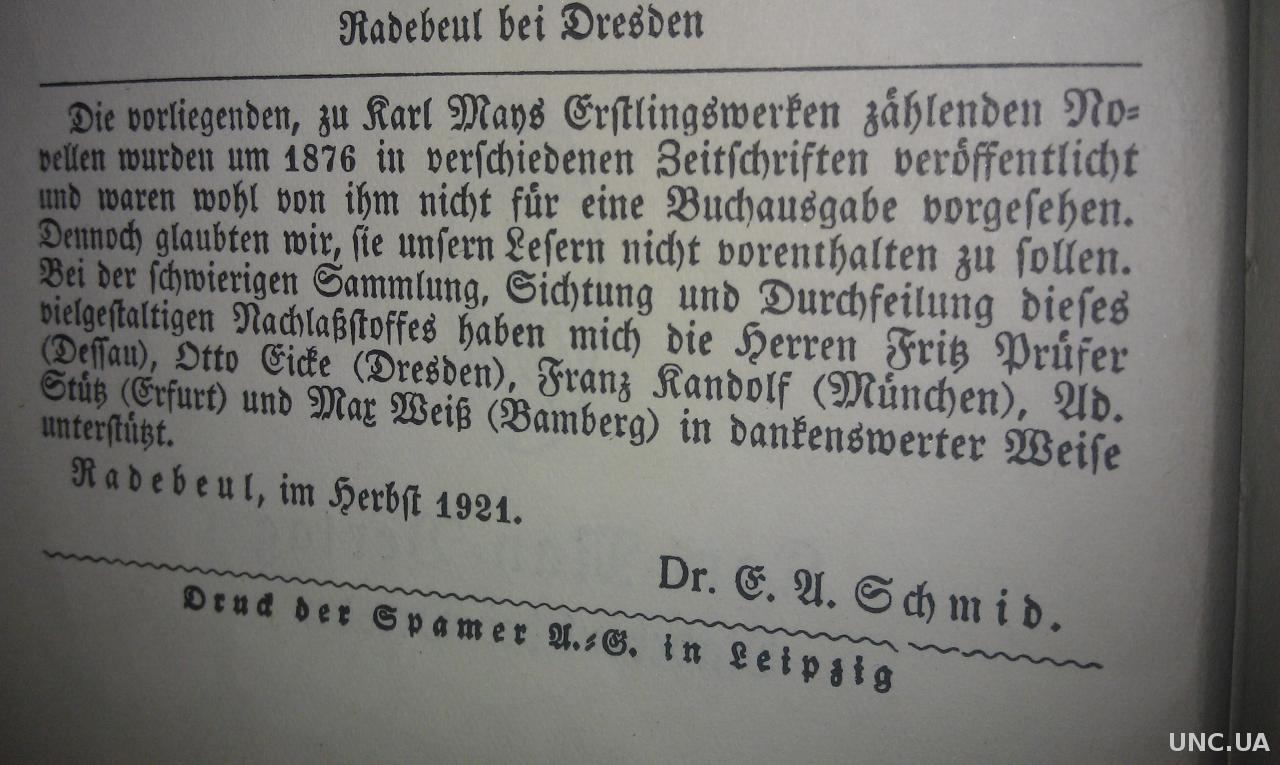 Radebeul bei Dresden
Die vorliegenden, zu Karl Mays Erstlingswerken zählenden No-
vellen wurden um 1876 in verschiedenen Zeitschriften veröffentlicht
und waren wohl von ihm nicht für eine Buchausgabe vorgesehen.
Dennoch glaubten wir, sie unsern Lesern nicht vorenthalten zu sollen.
Bei der schwierigen Sammlung, Sichtung und Durchfeilung dieses
vielgestaltigen Nachlaßstoffes haben mich die Herren Fritz Prüfer
(Dessau), Otto Eicke (Dresden), Franz Kandolf (München), Ad.
Stütz (Erfurt) und Max Weiß (Bamberg) in dankenswerter Weise
unterstützt.
Radebeul, im Herbst 1921.
Dr. E. A. Schmid.
Druck der Spamer A.-G. in Leipzig
UNC.UA